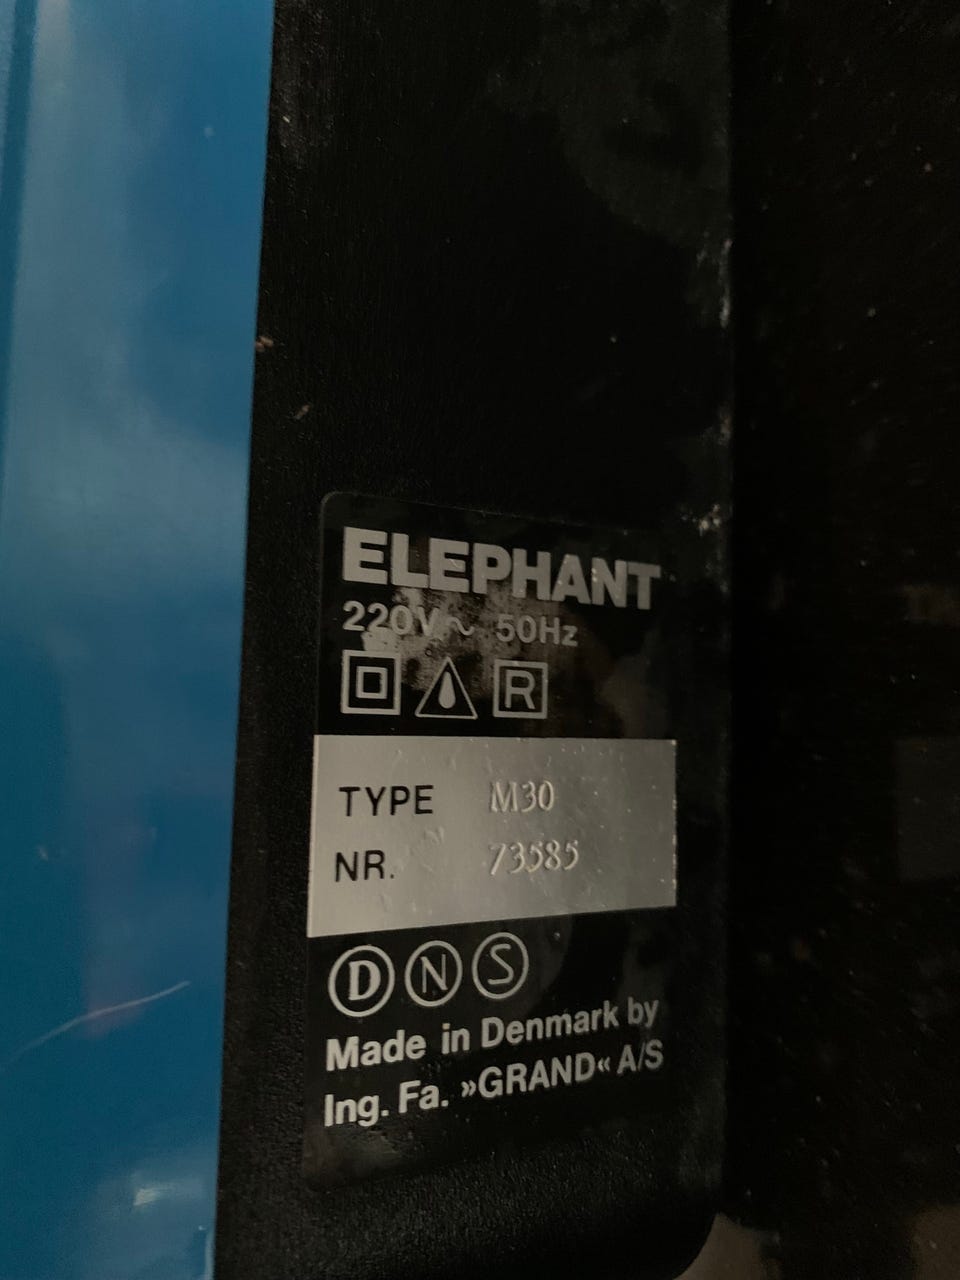 ELEPHANT
220V~ 50Hz
R
TYPE M30
NR. 73585
D N S
Made in Denmark by
Ing. Fa. »GRAND« A/S